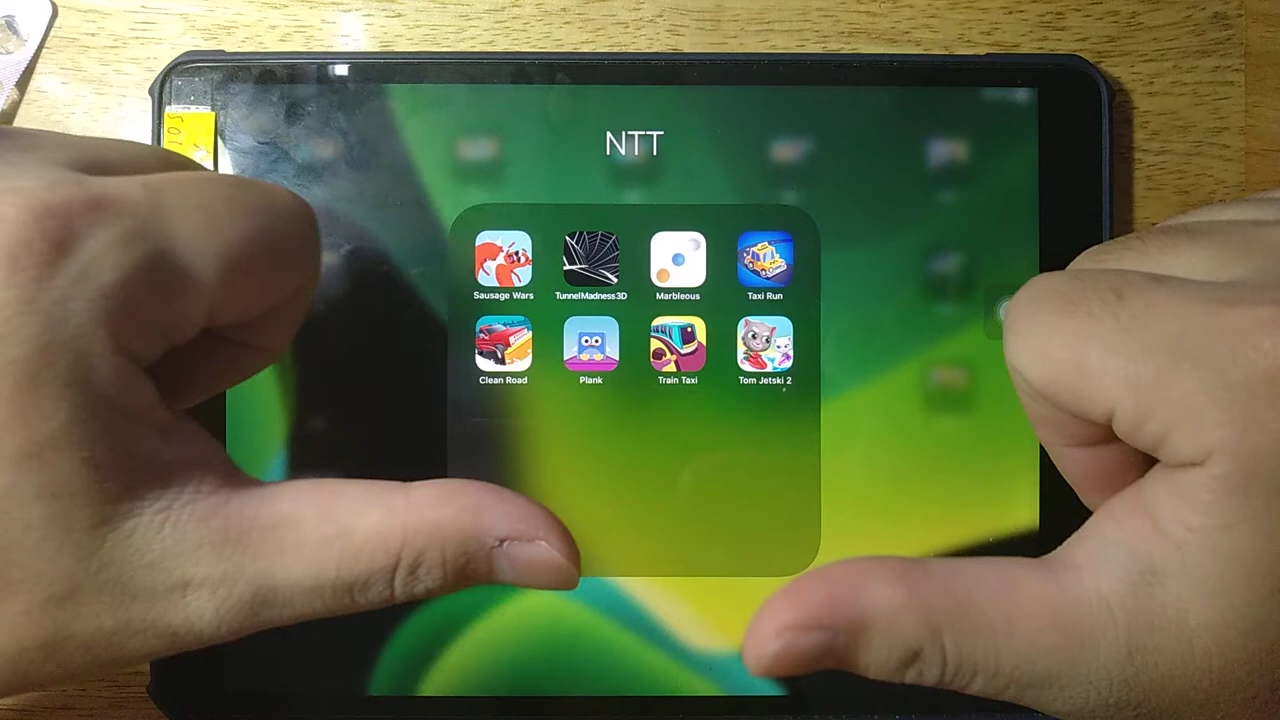 NTT
Sausage Wars
TunnelMadness3D
Marbleous
Taxi Run
Clean Road
Plank
Train Taxi
Tom Jetski 2